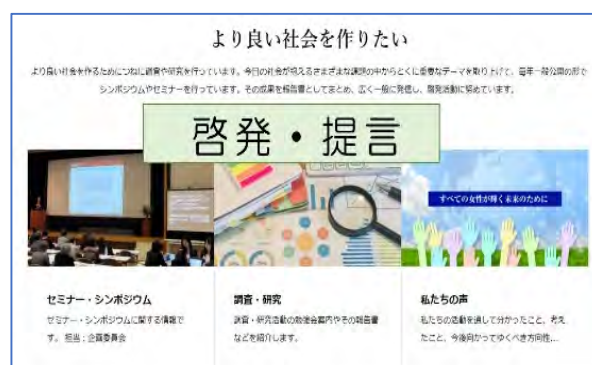 より良い社会を作りたい
より良い社会を作るためにつねに調査や研究を行っています。今日の社会が抱えるさまざまな課題の中からとくに重要なテーマを取り上げて、毎年一般公開の形で
シンポジウムやセミナーを行っています。その成果を報告書としてまとめ、広く一般に発信し、啓発活動に努めています。
啓発・提言
すべての女性が輝く未来のために
セミナー・シンポジウム
セミナー・シンポジウムに関する情報で
す。 担当：企画委員会
調査・研究
調査・研究活動の勉強会案内やその報告書
などを紹介します。
私たちの声
私たちの活動を通して分かったこと、考え
たこと、今後向かってゆくべき方向性...